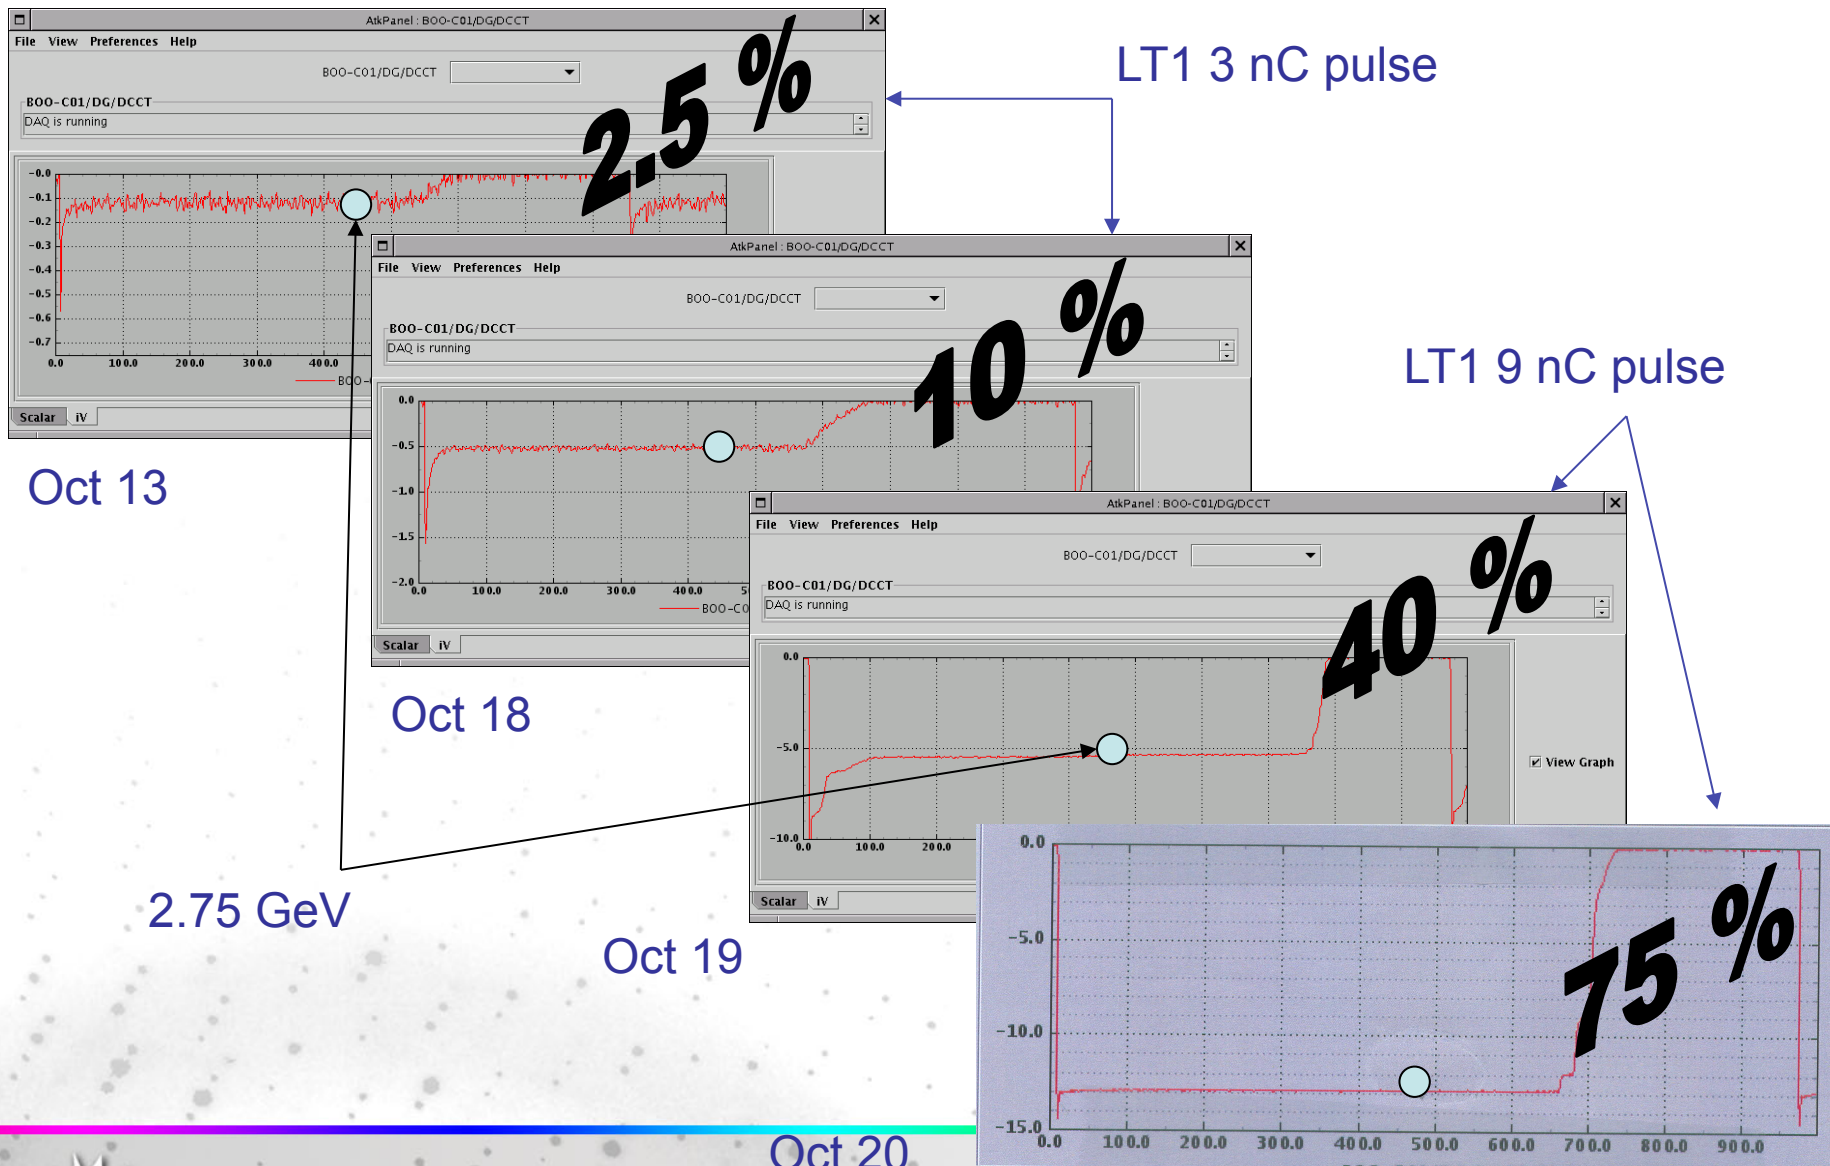 AtkPanel : BOO-C01/DG/DCCT
File View Preferences Help
BOO-C01/DG/DCCT
BOO-C01/DG/DCCT
DAQ is running
2.5 %
-0.0
-0.1
-0.2
-0.3
-0.4
-0.5
-0.6
-0.7
0.0 100.0 200.0 300.0 400.0
BOO-
Scalar iV
LT1 3 nC pulse
Oct 13
AtkPanel : BOO-C01/DG/DCCT
File View Preferences Help
BOO-C01/DG/DCCT
BOO-C01/DG/DCCT
DAQ is running
10 %
0.0
-0.5
-1.0
-1.5
-2.0
0.0 100.0 200.0 300.0 400.0 5
BOO-C0
Scalar iV
Oct 18
LT1 9 nC pulse
AtkPanel : BOO-C01/DG/DCCT
File View Preferences Help
BOO-C01/DG/DCCT
BOO-C01/DG/DCCT
DAQ is running
40 %
0.0
-5.0
-10.0
0.0 100.0 200.0
View Graph
Scalar iV
2.75 GeV
Oct 19
75 %
0.0
-5.0
-10.0
-15.0
0.0 100.0 200.0 300.0 400.0 500.0 600.0 700.0 800.0 900.0
Oct 20